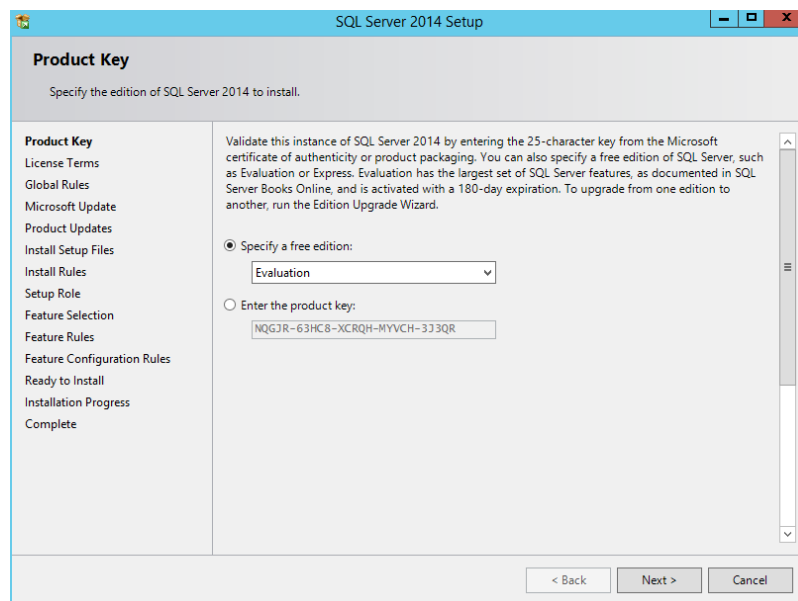 SQL Server 2014 Setup
Product Key
Specify the edition of SQL Server 2014 to install.
Product Key
License Terms
Global Rules
Microsoft Update
Product Updates
Install Setup Files
Install Rules
Setup Role
Feature Selection
Feature Rules
Feature Configuration Rules
Ready to Install
Installation Progress
Complete
Validate this instance of SQL Server 2014 by entering the 25-character key from the Microsoft
certificate of authenticity or product packaging. You can also specify a free edition of SQL Server, such
as Evaluation or Express. Evaluation has the largest set of SQL Server features, as documented in SQL
Server Books Online, and is activated with a 180-day expiration. To upgrade from one edition to
another, run the Edition Upgrade Wizard.
Specify a free edition:
Evaluation
Enter the product key:
NQGJR-63HC8-XCRQH-MYVCH-3J3QR
< Back
Next >
Cancel